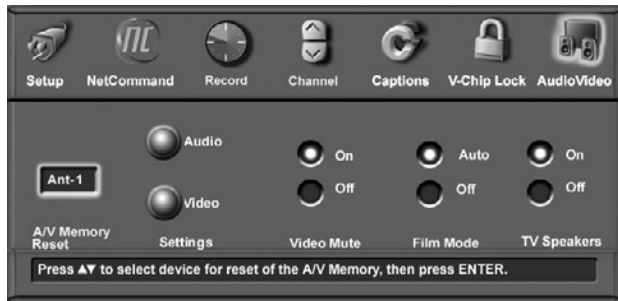 NC
Setup NetCommand Record Channel Captions V-Chip Lock AudioVideo
Audio On Auto On
Ant-1
Video Off Off Off
A/V Memory
Reset Settings Video Mute Film Mode TV Speakers
Press ▲▼ to select device for reset of the A/V Memory, then press ENTER.